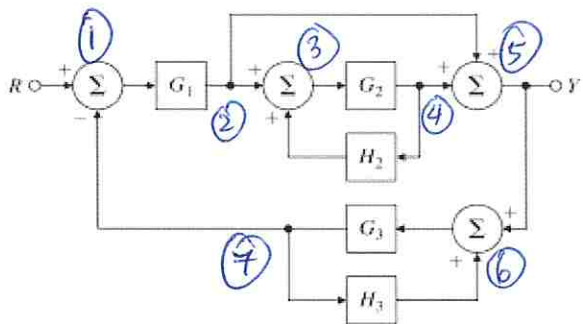 ① ③ ⑤
R + Σ G₁ + Σ G₂ + + Σ Y
− ② + ④
H₂
G₃ Σ +
⑦ + ⑥
H₃